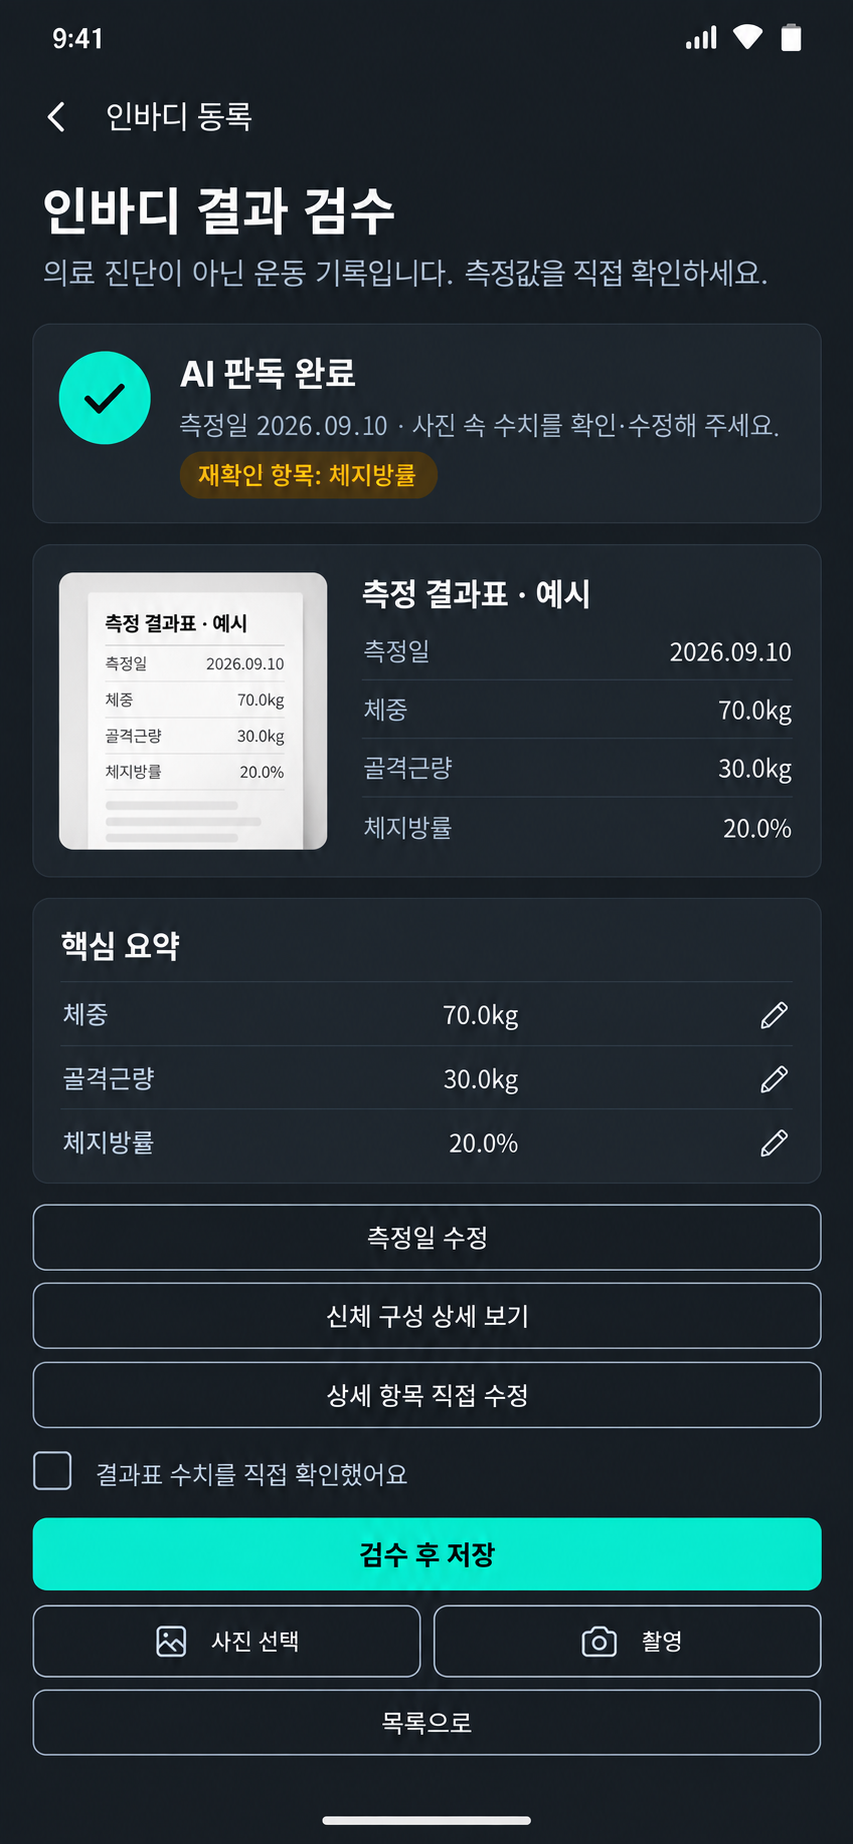 9:41
인바디 등록
인바디 결과 검수
의료 진단이 아닌 운동 기록입니다. 측정값을 직접 확인하세요.
AI 판독 완료
측정일 2026.09.10 · 사진 속 수치를 확인·수정해 주세요.
재확인 항목: 체지방률
측정 결과표 · 예시
측정일 2026.09.10
체중 70.0kg
골격근량 30.0kg
체지방률 20.0%
측정 결과표 · 예시
측정일 2026.09.10
체중 70.0kg
골격근량 30.0kg
체지방률 20.0%
핵심 요약
체중 70.0kg
골격근량 30.0kg
체지방률 20.0%
측정일 수정
신체 구성 상세 보기
상세 항목 직접 수정
결과표 수치를 직접 확인했어요
검수 후 저장
사진 선택
촬영
목록으로